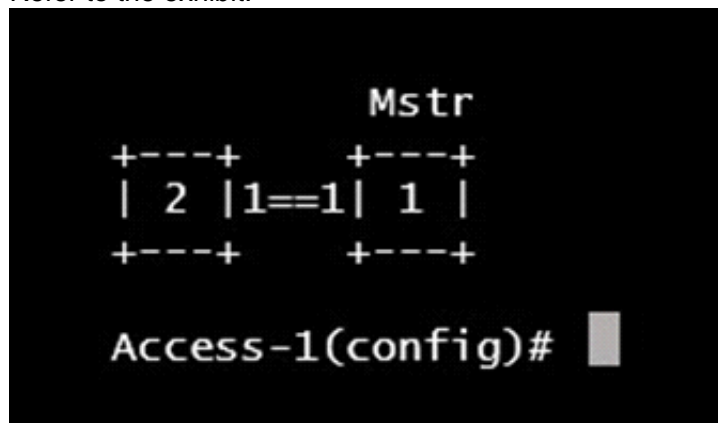 Refer to the exhibit.
Mstr
+---+ +---+
| 2 |1==1| 1 |
+---+ +---+
Access-1(config)#